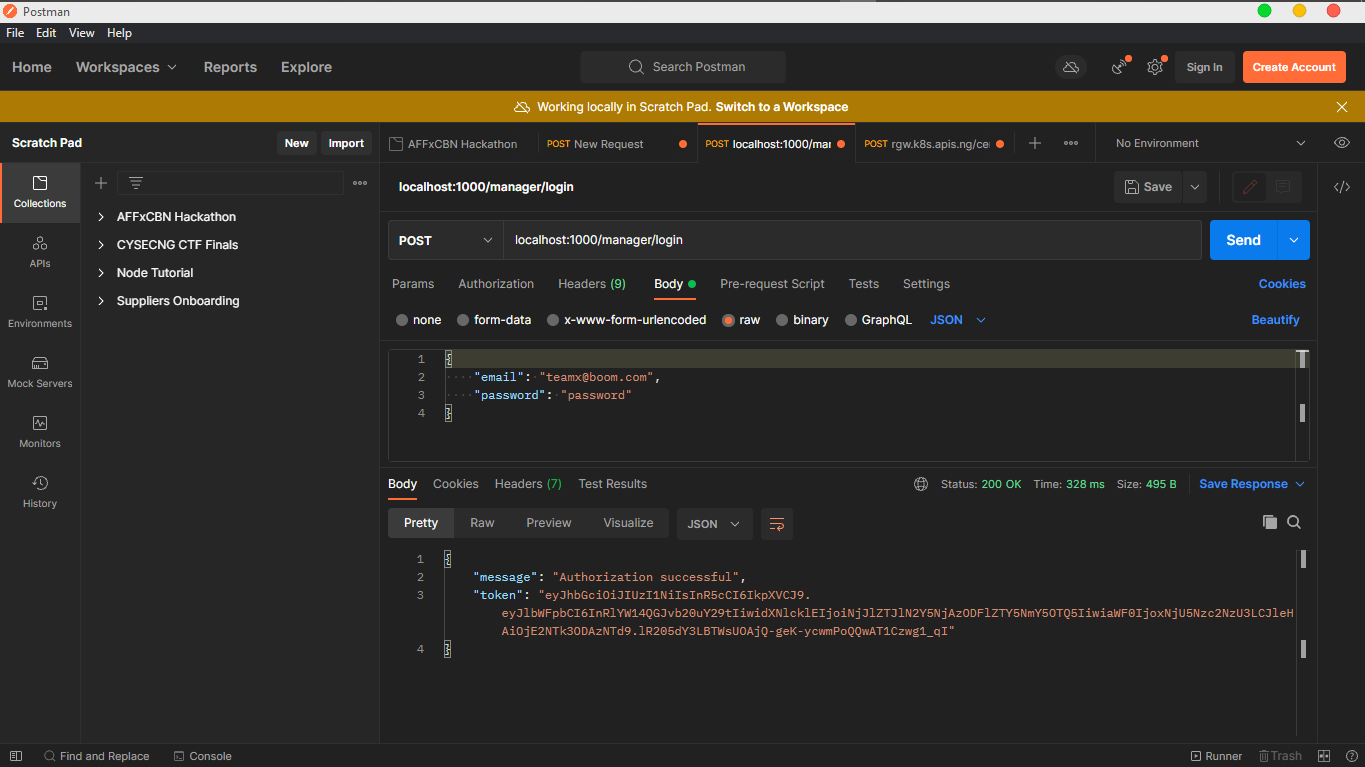 Postman
File Edit View Help
Home Workspaces Reports Explore Search Postman Sign In Create Account
Working locally in Scratch Pad. Switch to a Workspace
Scratch Pad New Import AFFxCBN Hackathon POST New Request POST localhost:1000/mar POST rgw.k8s.apis.ng/cei No Environment
localhost:1000/manager/login Save
Collections
APIs
Environments
Mock Servers
Monitors
History
AFFxCBN Hackathon
CYSECNG CTF Finals
Node Tutorial
Suppliers Onboarding
POST localhost:1000/manager/login Send
Params Authorization Headers (9) Body Pre-request Script Tests Settings Cookies
none form-data x-www-form-urlencoded raw binary GraphQL JSON Beautify
1 {
2 "email": "teamx@boom.com",
3 "password": "password"
4 }
Body Cookies Headers (7) Test Results Status: 200 OK Time: 328 ms Size: 495 B Save Response
Pretty Raw Preview Visualize JSON
1 {
2 "message": "Authorization successful",
3 "token": "eyJhbGciOiJIUzI1NiIsInR5cCI6IkpXVCJ9.
eyJlbWFpbCI6InRlYW14QGJvb20uY29tIiwidXNlcklEIjoiNjJlZTJlN2Y5NjAzODFlZTY5NmY5OTQ5IiwiaWF0IjoxNjU5Nzc2NzU3LCJleH
AiOjE2NTk3ODAzNTd9.lR205dY3LBTWsUOAjQ-geK-ycwmPoQQwAT1Czwg1_qI"
4 }
Find and Replace Console Runner Trash